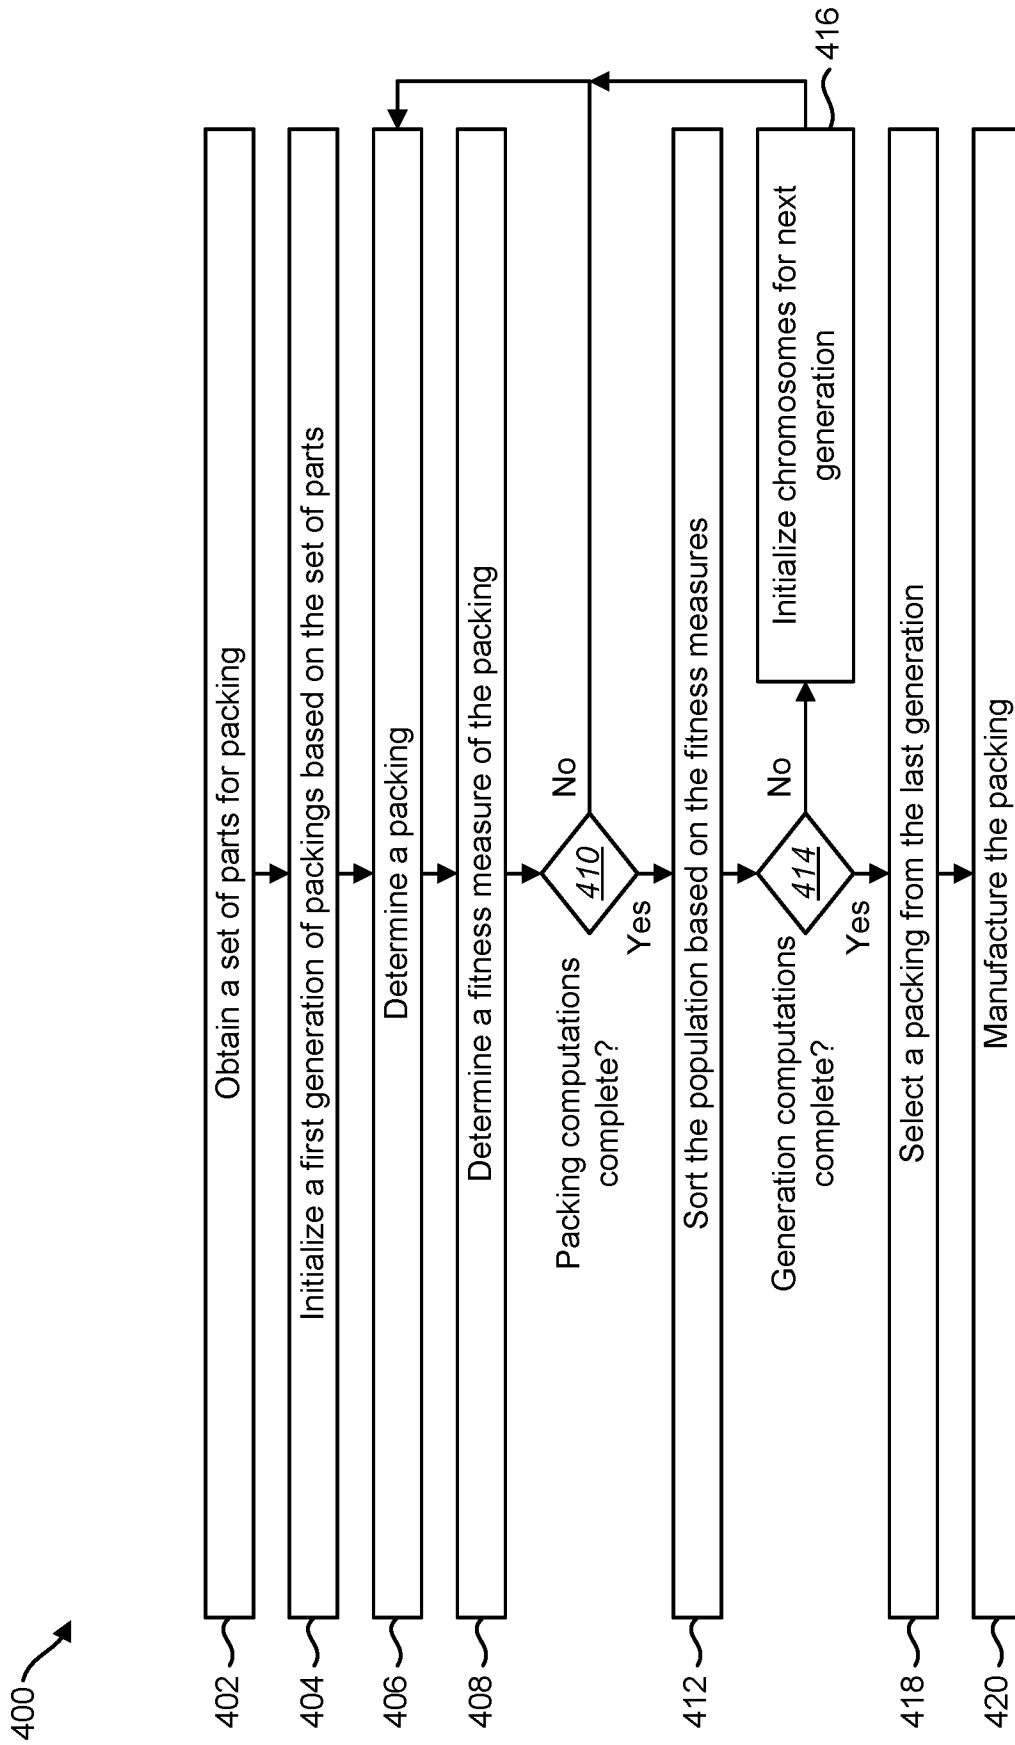 400
402
Obtain a set of parts for packing
404
Initialize a first generation of packings based on the set of parts
406
Determine a packing
408
Determine a fitness measure of the packing
Packing computations
complete?
410
No
Yes
412
Sort the population based on the fitness measures
Generation computations
complete?
414
No
Yes
Initialize chromosomes for next
generation
416
418
Select a packing from the last generation
420
Manufacture the packing